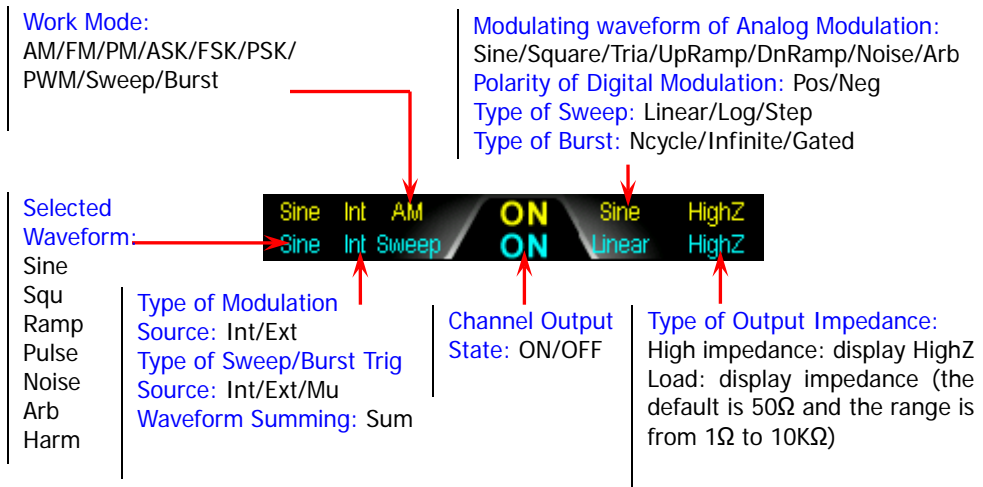 Work Mode:
AM/FM/PM/ASK/FSK/PSK/
PWM/Sweep/Burst
Modulating waveform of Analog Modulation:
Sine/Square/Tria/UpRamp/DnRamp/Noise/Arb
Polarity of Digital Modulation: Pos/Neg
Type of Sweep: Linear/Log/Step
Type of Burst: Ncycle/Infinite/Gated
Selected
Waveform:
Sine
Squ
Ramp
Pulse
Noise
Arb
Harm
Sine Int AM ON Sine HighZ
Sine Int Sweep ON Linear HighZ
Type of Modulation
Source: Int/Ext
Type of Sweep/Burst Trig
Source: Int/Ext/Mu
Waveform Summing: Sum
Channel Output
State: ON/OFF
Type of Output Impedance:
High impedance: display HighZ
Load: display impedance (the
default is 50Ω and the range is
from 1Ω to 10KΩ)